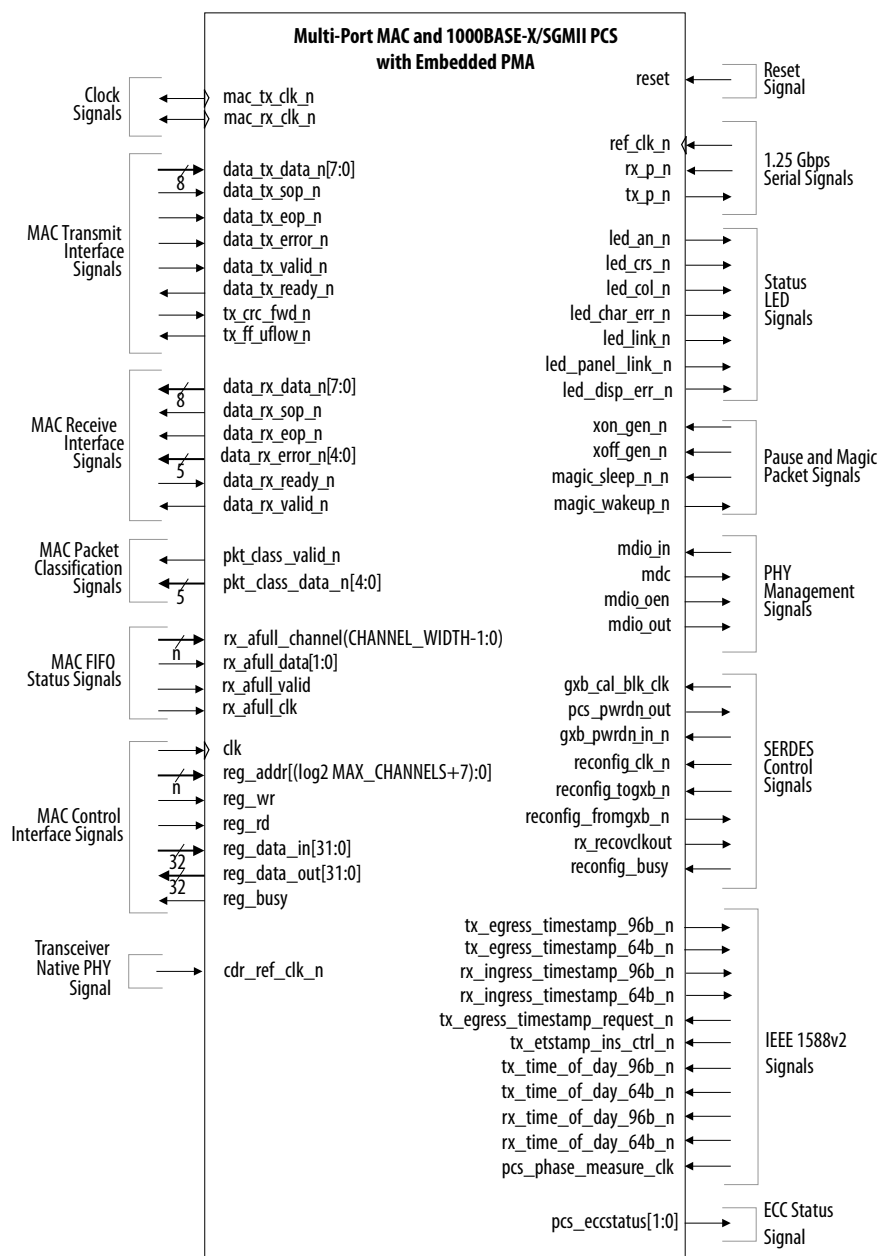 Multi-Port MAC and 1000BASE-X/SGMII PCS
with Embedded PMA
Clock
Signals
mac_tx_clk_n
mac_rx_clk_n
MAC Transmit
Interface
Signals
data_tx_data_n[7:0]
8
data_tx_sop_n
data_tx_eop_n
data_tx_error_n
data_tx_valid_n
data_tx_ready_n
tx_crc_fwd_n
tx_ff_uflow_n
MAC Receive
Interface
Signals
data_rx_data_n[7:0]
8
data_rx_sop_n
data_rx_eop_n
data_rx_error_n[4:0]
5
data_rx_ready_n
data_rx_valid_n
MAC Packet
Classification
Signals
pkt_class_valid_n
pkt_class_data_n[4:0]
5
MAC FIFO
Status Signals
rx_afull_channel(CHANNEL_WIDTH-1:0)
n
rx_afull_data[1:0]
rx_afull_valid
rx_afull_clk
MAC Control
Interface Signals
clk
reg_addr[(log2 MAX_CHANNELS+7):0]
n
reg_wr
reg_rd
reg_data_in[31:0]
32
reg_data_out[31:0]
32
reg_busy
Transceiver
Native PHY
Signal
cdr_ref_clk_n
reset
Reset
Signal
ref_clk_n
rx_p_n
tx_p_n
1.25 Gbps
Serial Signals
led_an_n
led_crs_n
led_col_n
led_char_err_n
led_link_n
led_panel_link_n
led_disp_err_n
Status
LED
Signals
xon_gen_n
xoff_gen_n
magic_sleep_n_n
magic_wakeup_n
Pause and Magic
Packet Signals
mdio_in
mdc
mdio_oen
mdio_out
PHY
Management
Signals
gxb_cal_blk_clk
pcs_pwrdn_out
gxb_pwrdn_in_n
reconfig_clk_n
reconfig_togxb_n
reconfig_fromgxb_n
rx_recovclkout
reconfig_busy
SERDES
Control
Signals
tx_egress_timestamp_96b_n
tx_egress_timestamp_64b_n
rx_ingress_timestamp_96b_n
rx_ingress_timestamp_64b_n
tx_egress_timestamp_request_n
tx_etstamp_ins_ctrl_n
tx_time_of_day_96b_n
tx_time_of_day_64b_n
rx_time_of_day_96b_n
rx_time_of_day_64b_n
pcs_phase_measure_clk
IEEE 1588v2
Signals
pcs_eccstatus[1:0]
ECC Status
Signal